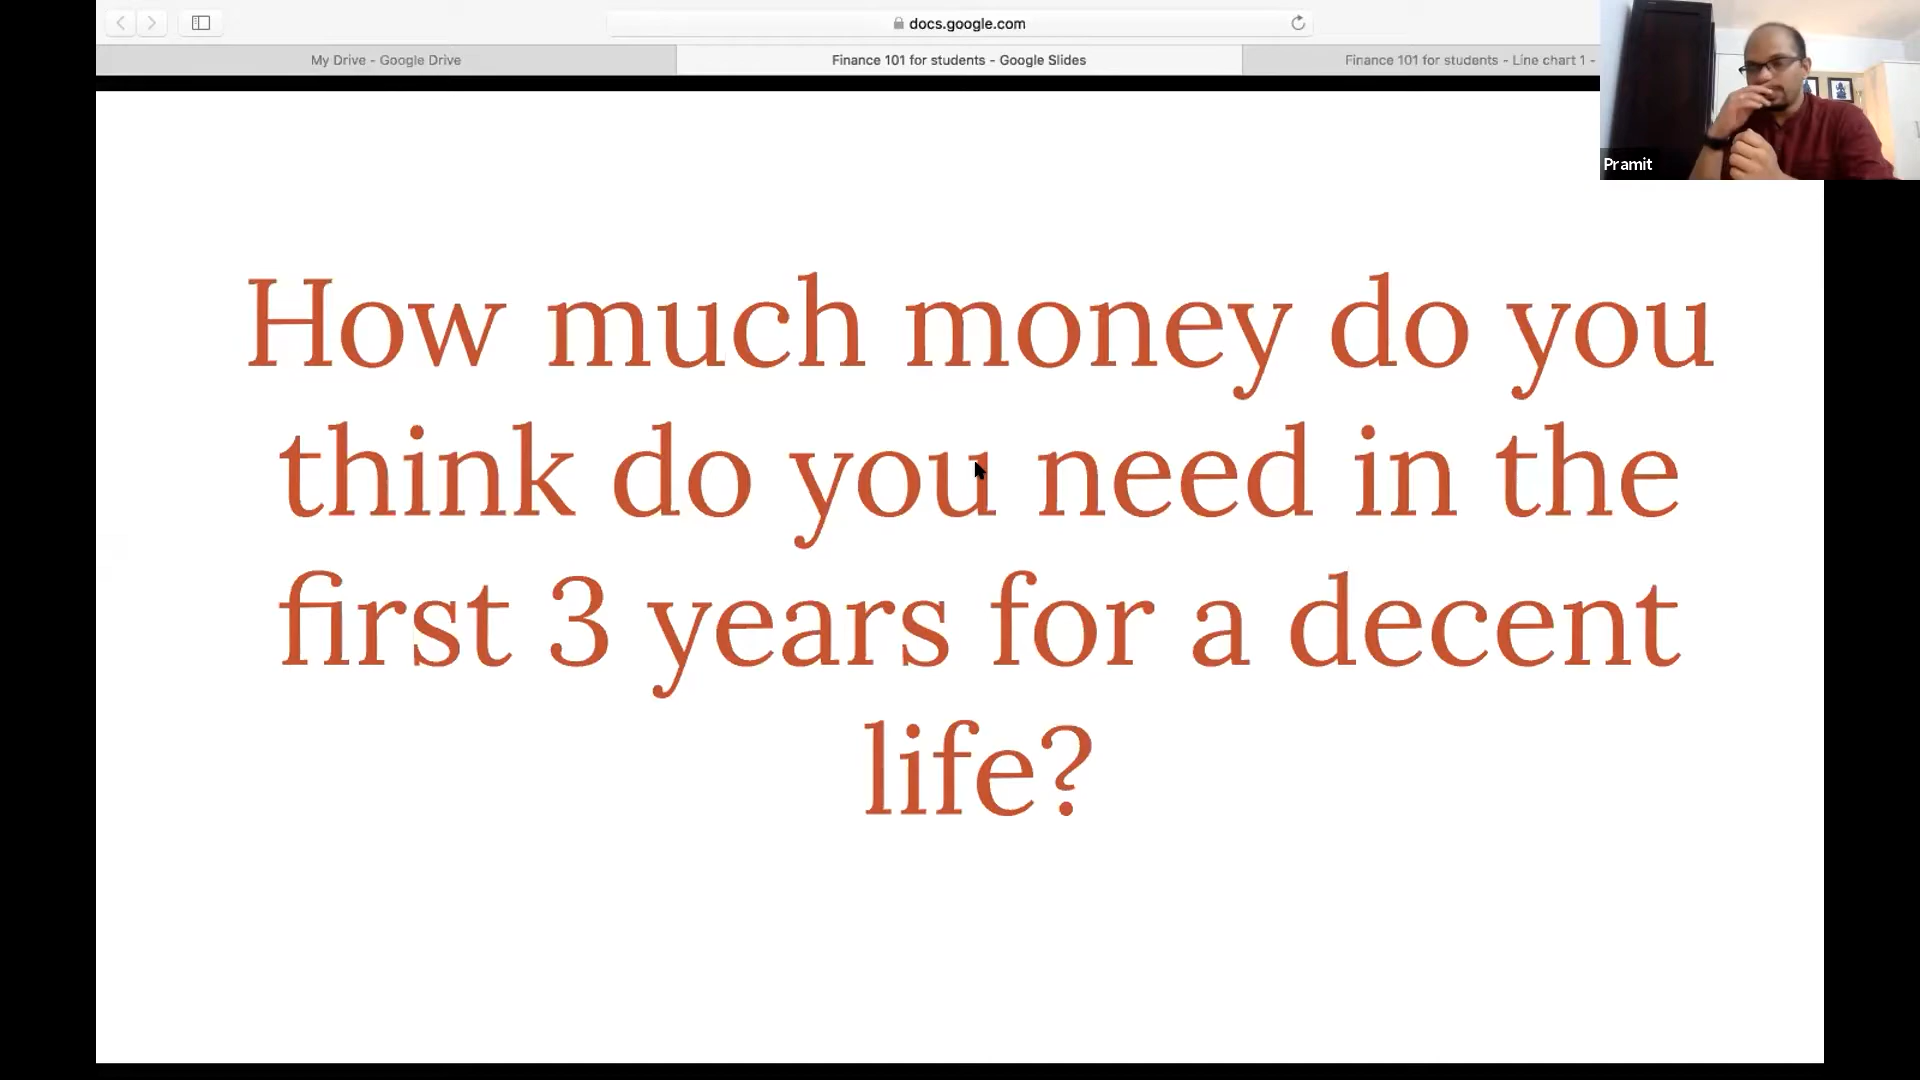 docs.google.com
My Drive - Google Drive
Finance 101 for students - Google Slides
Finance 101 for students - Line chart 1 -
Pramit
How much money do you
think do you need in the
first 3 years for a decent
life?